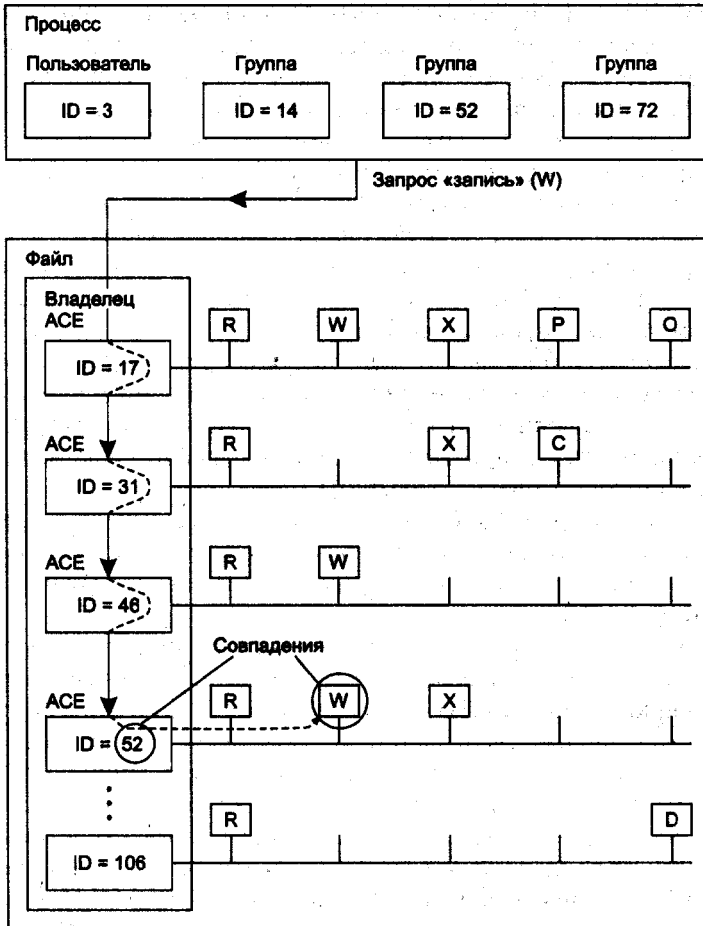 Процесс
Пользователь Группа Группа Группа
ID = 3 ID = 14 ID = 52 ID = 72
Запрос «запись» (W)
Файл
Владелец
ACE R W X P O
ID = 17
ACE R X C
ID = 31
ACE R W
ID = 46
Совпадения
ACE R W X
ID = 52
R D
ID = 106